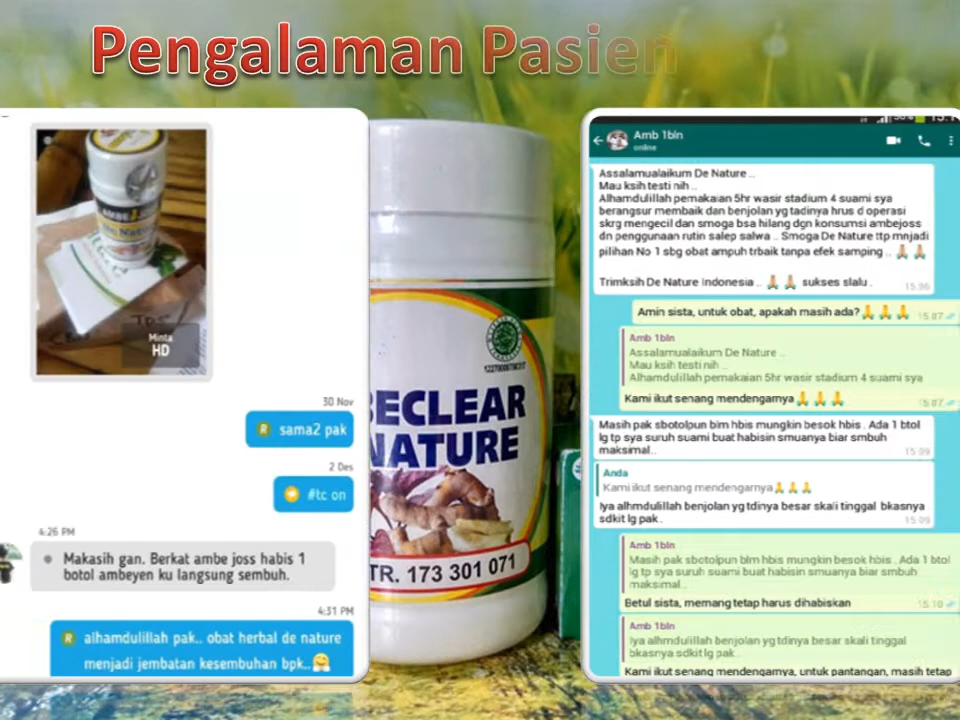 Pengalaman Pasien
Minta
HD
30 Nov
R sama2 pak
2 Des
#tc on
4:26 PM
Makasih gan. Berkat ambe joss habis 1
botol ambeyen ku langsung sembuh.
4:31 PM
R alhamdulillah pak.. obat herbal de nature
menjadi jembatan kesembuhan bpk..🤗
BECLEAR
NATURE
TR. 173 301 071
Amb 1bln
online
Assalamualaikum De Nature ..
Mau ksih testi nih ..
Alhamdulillah pemakaian 5hr wasir stadium 4 suami sya
berangsur membaik dan benjolan yg tadinya hrus d operasi
skrg mengecil dan smoga bsa hilang dgn konsumsi ambejoss
dn penggunaan rutin salep salwa .. Smoga De Nature ttp mnjadi
pilihan No 1 sbg obat ampuh trbaik tanpa efek samping .. 🙏 🙏
Trimksih De Nature Indonesia .. 🙏 🙏 sukses slalu .
Amin sista, untuk obat, apakah masih ada?🙏 🙏 🙏
15.07
Amb 1bln
Assalamualaikum De Nature ..
Mau ksih testi nih ..
Alhamdulillah pemakaian 5hr wasir stadium 4 suami sya
Kami ikut senang mendengarnya🙏 🙏 🙏
15.07
Masih pak sbotolpun blm hbis mungkin besok hbis . Ada 1 btol
lg tp sya suruh suami buat habisin smuanya biar smbuh
maksimal..
15.09
Anda
Kami ikut senang mendengarnya🙏🙏🙏
Iya alhmdulillah benjolan yg tdinya besar skali tinggal bkasnya
sdkit lg pak .
15.09
Amb 1bln
Masih pak sbotolpun blm hbis mungkin besok hbis . Ada 1 btol
lg tp sya suruh suami buat habisin smuanya biar smbuh
maksimal..
Betul sista, memang tetap harus dihabiskan
15.10
Amb 1bln
Iya alhmdulillah benjolan yg tdinya besar skali tinggal
bkasnya sdkit lg pak .
Kami ikut senang mendengarnya, untuk pantangan, masih tetap